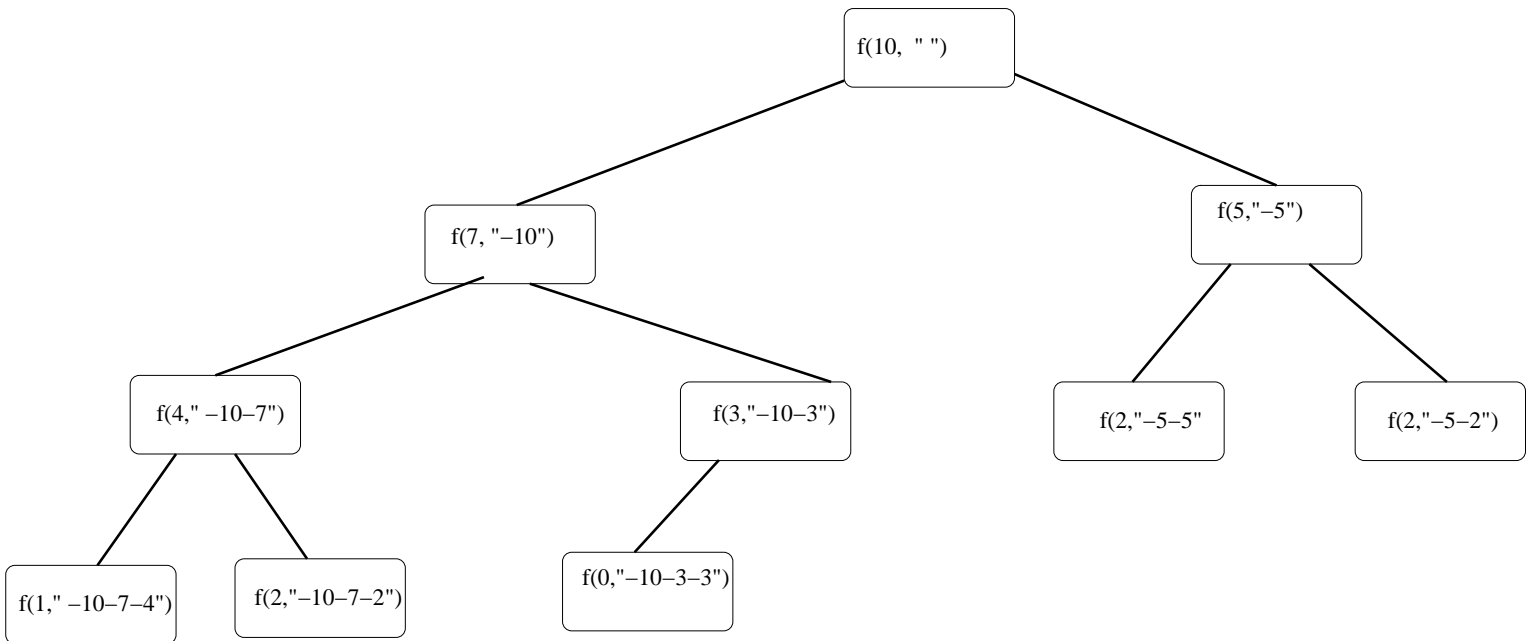 f(10,  " ")
f(7, "–10")
f(5,"–5")
f(4," –10–7")
f(3,"–10–3")
f(2,"–5–5"
f(2,"–5–2")
f(1," –10–7–4")
f(2,"–10–7–2")
f(0,"–10–3–3")